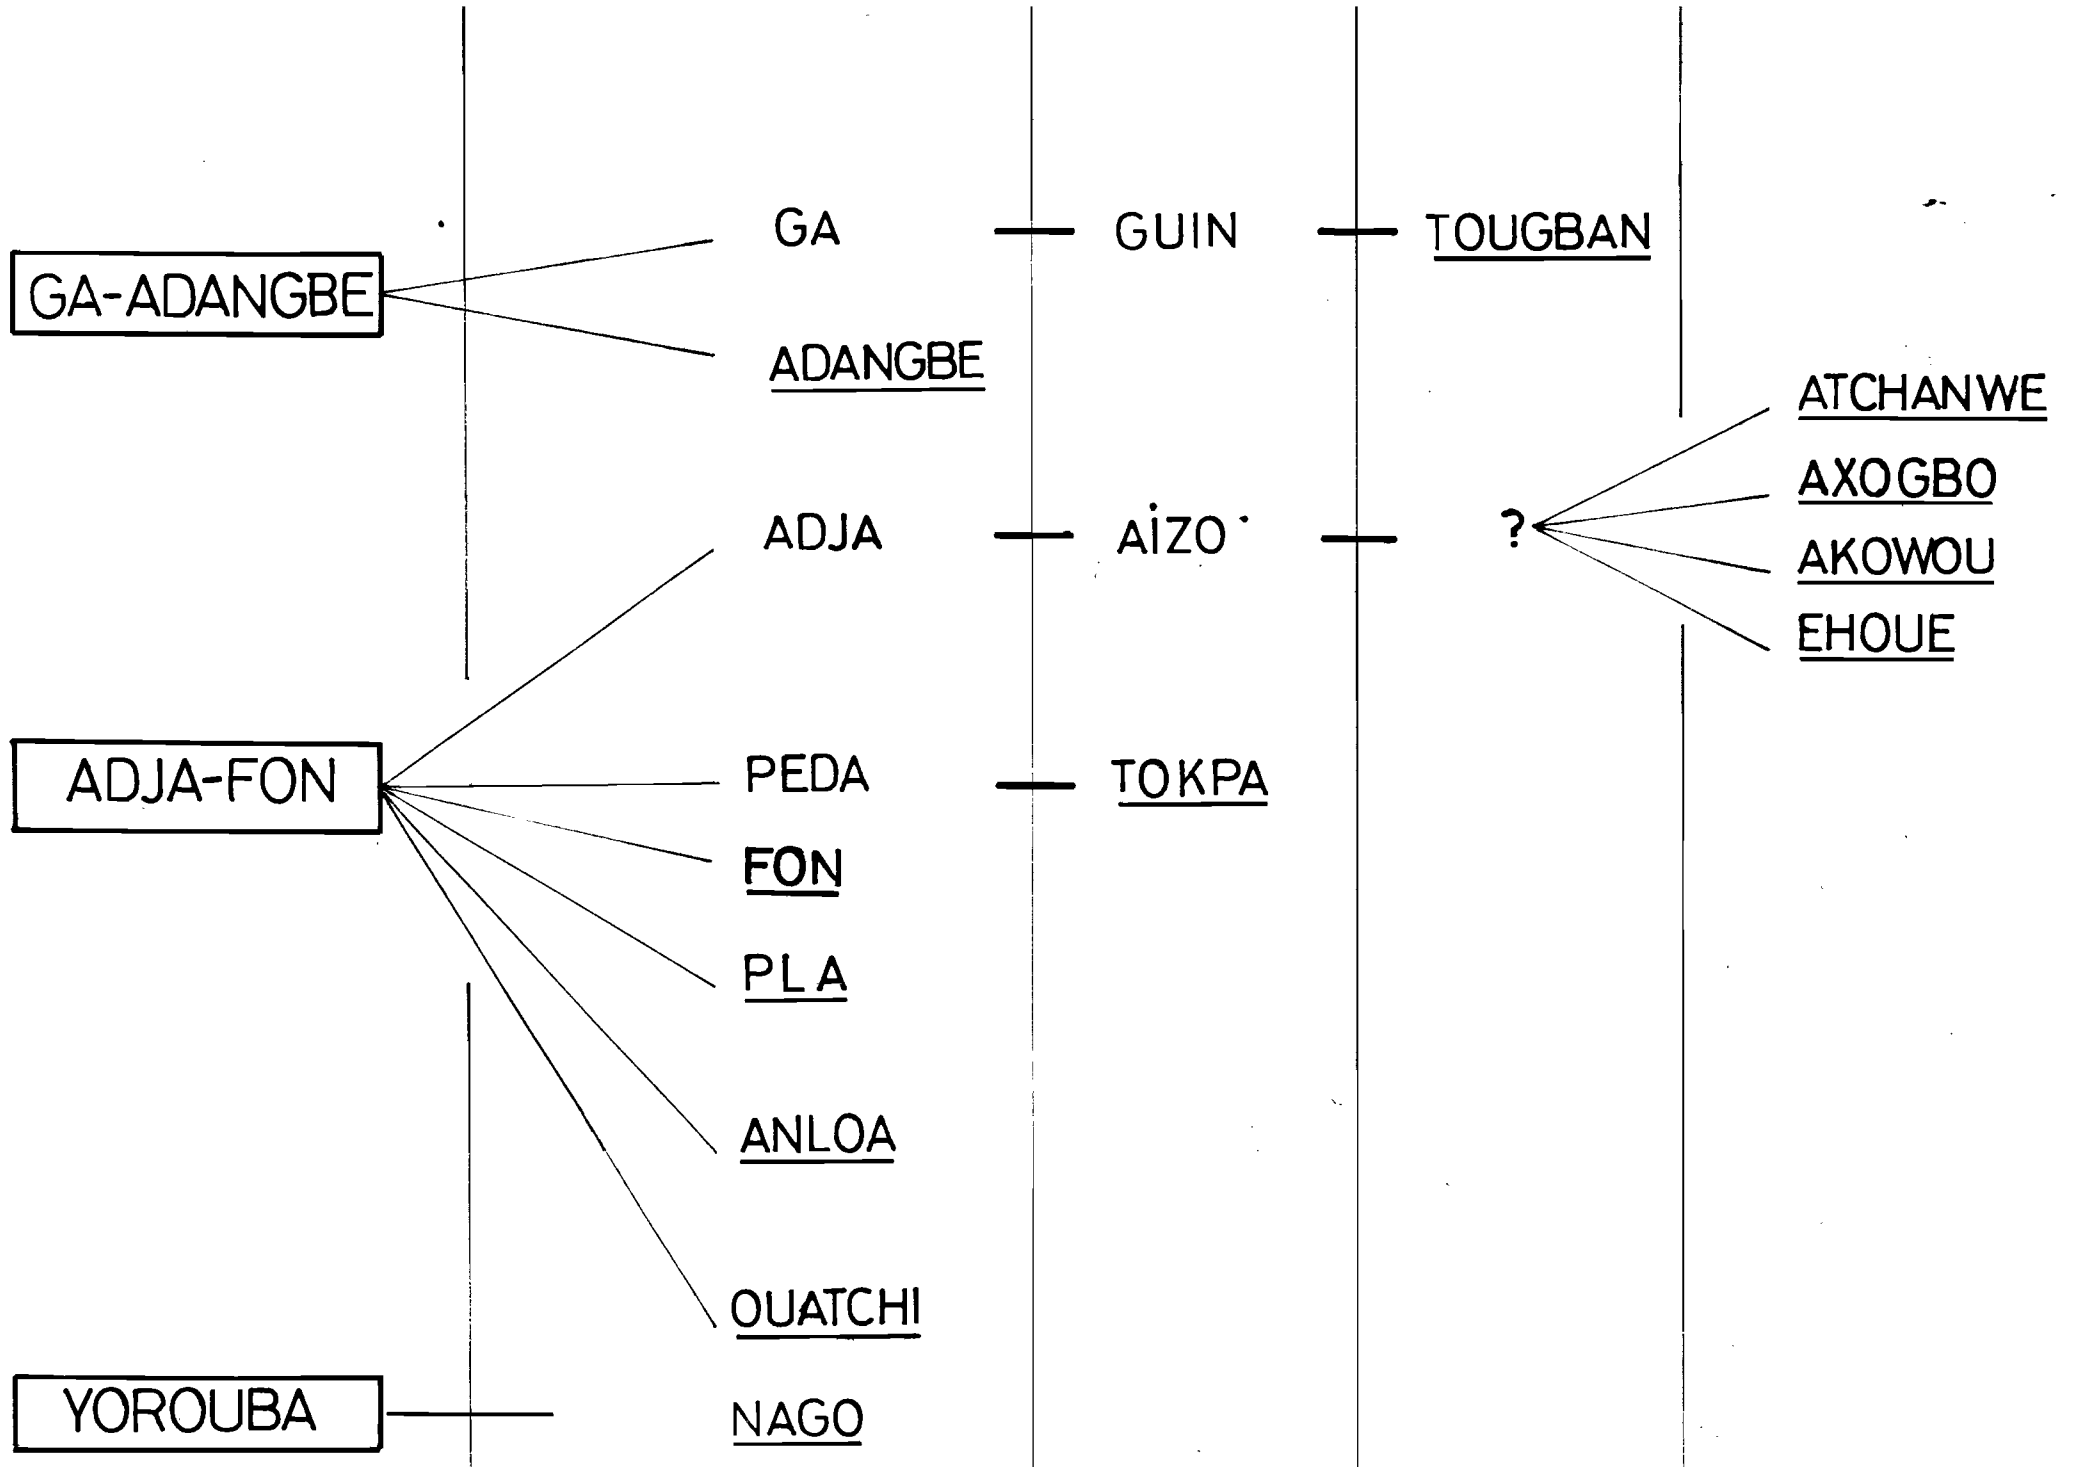 GA GUIN TOUGBAN
GA-ADANGBE
ADANGBE
ATCHANWE
AXOGBO
ADJA AÏZO ?
AKOWOU
EHOUE
ADJA-FON PEDA TOKPA
FON
PLA
ANLOA
OUATCHI
YOROUBA NAGO